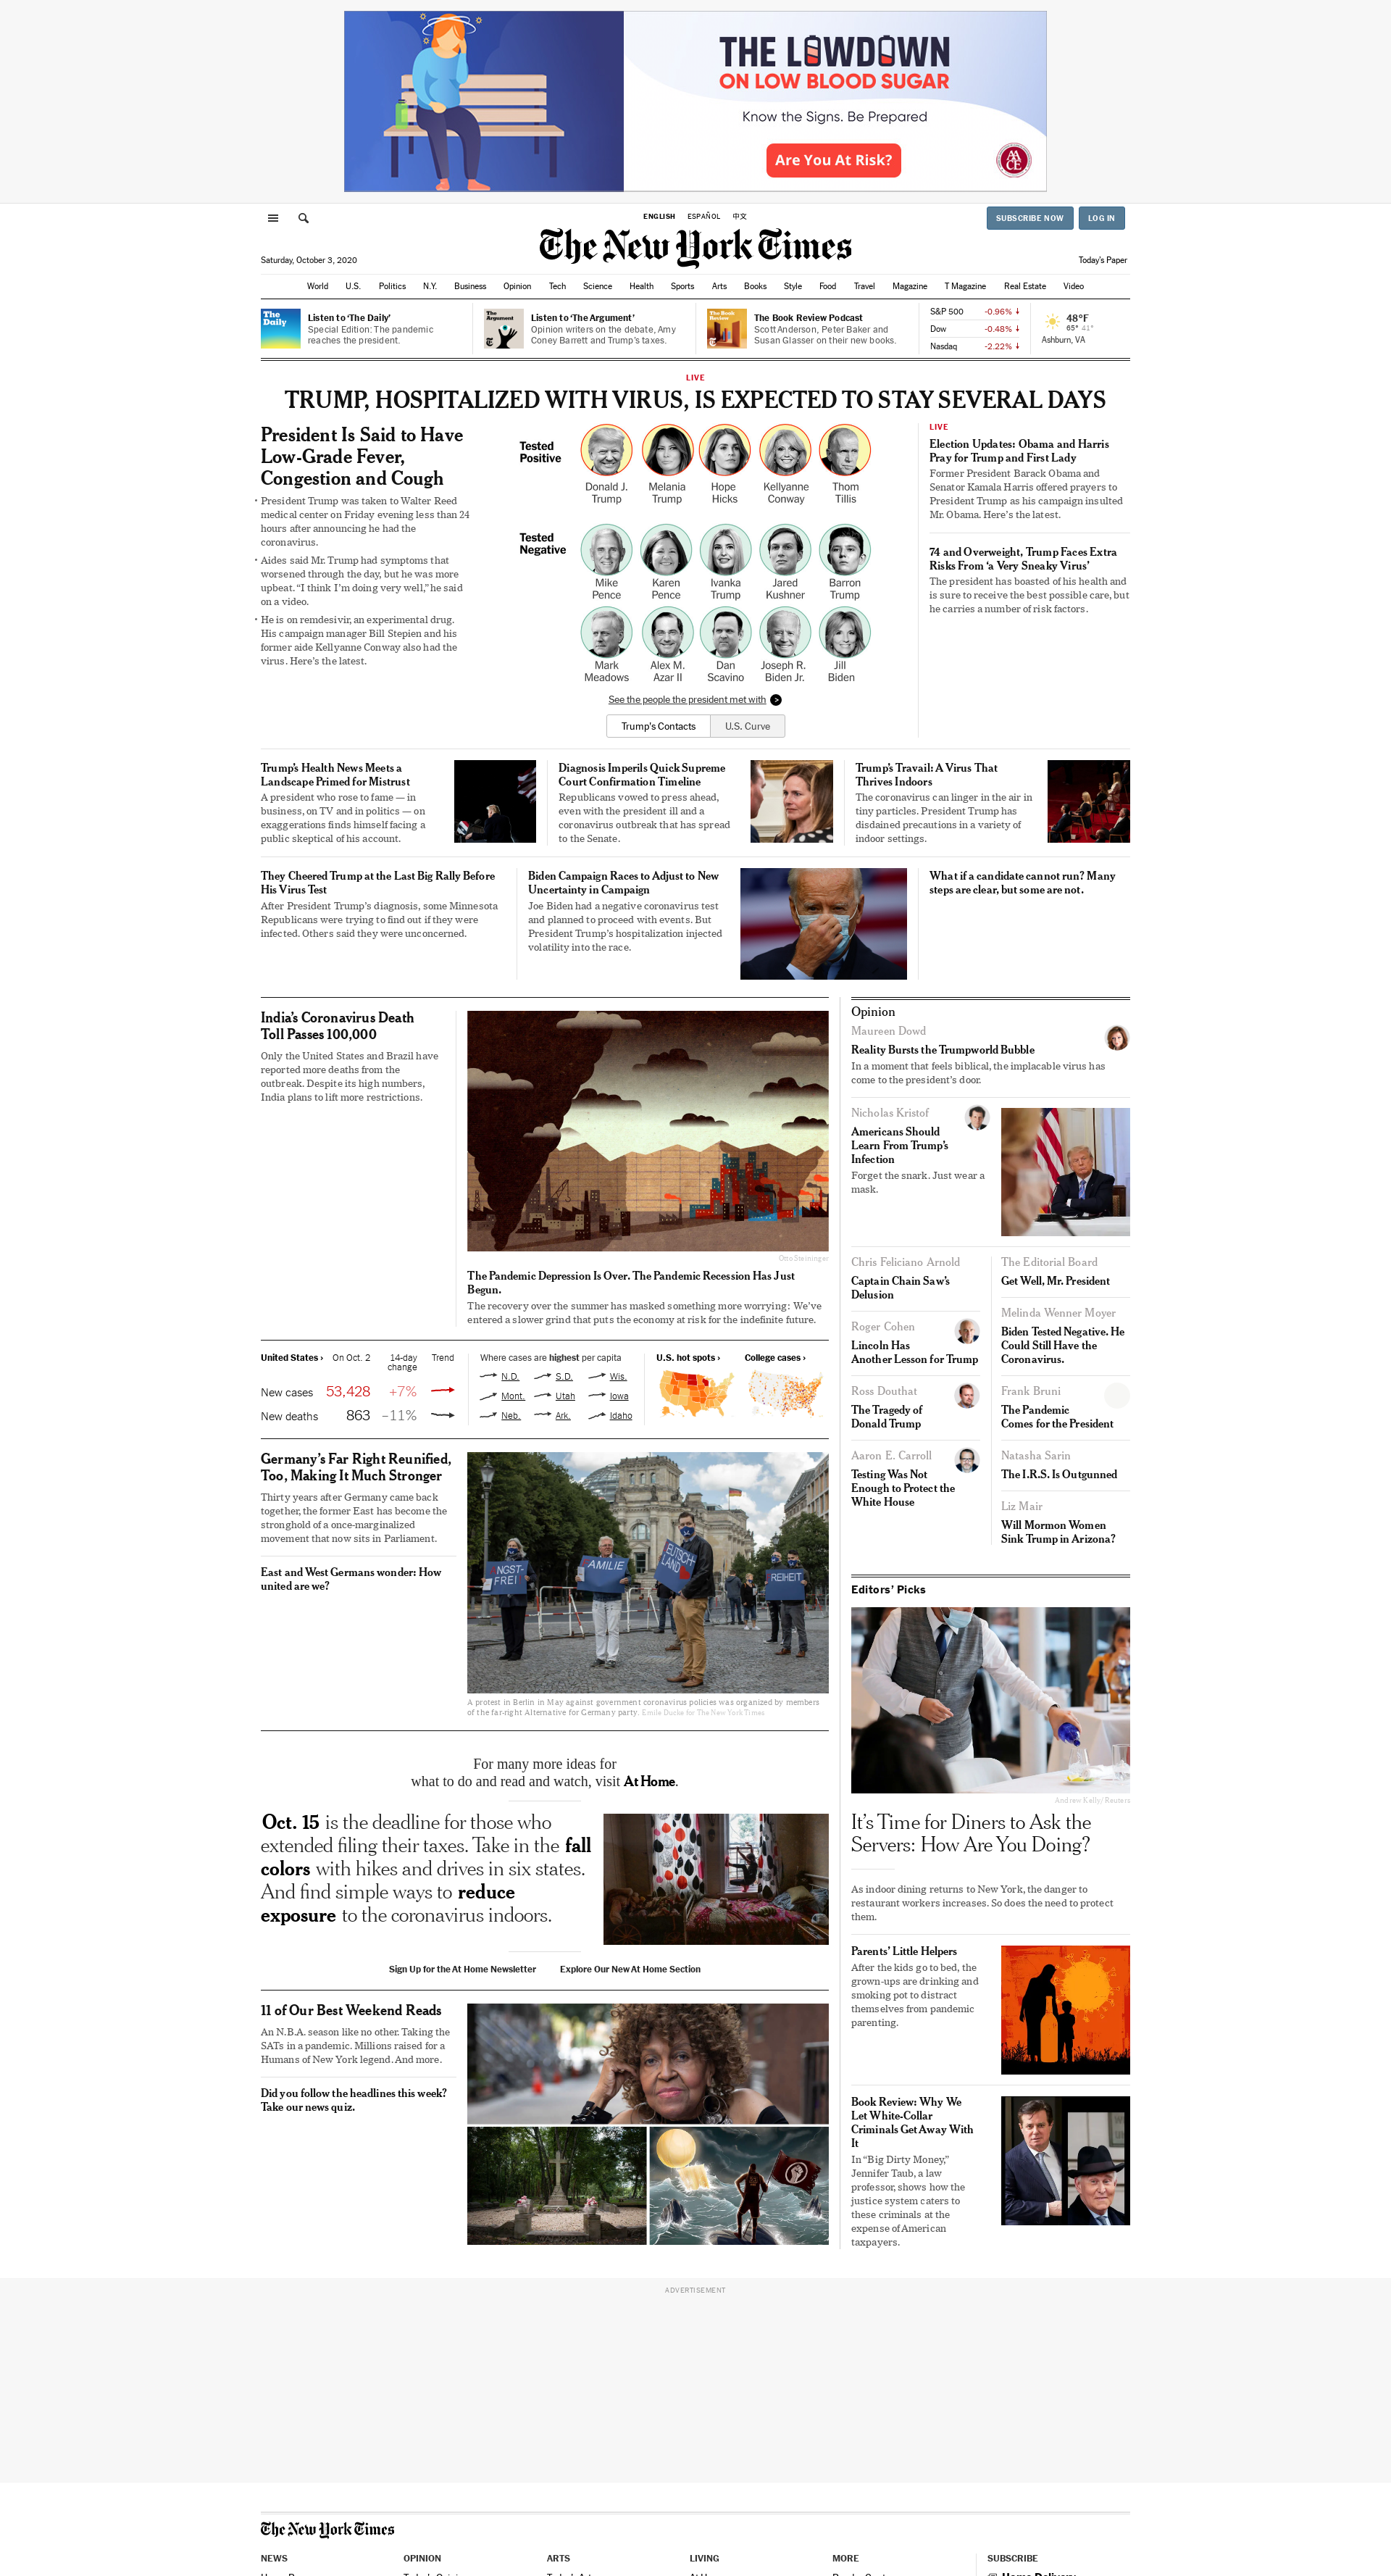 THE LOWDOWN
ON LOW BLOOD SUGAR
Know the Signs. Be Prepared
Are You At Risk?
AACE
ENGLISH ESPAÑOL 中文
SUBSCRIBE NOW LOG IN
The New York Times
Saturday, October 3, 2020
Today's Paper
World U.S. Politics N.Y. Business Opinion Tech Science Health Sports Arts Books Style Food Travel Magazine T Magazine Real Estate Video
The Daily
Listen to ‘The Daily’
Special Edition: The pandemic
reaches the president.
The Argument
Listen to ‘The Argument’
Opinion writers on the debate, Amy
Coney Barrett and Trump’s taxes.
The Book Review
The Book Review Podcast
Scott Anderson, Peter Baker and
Susan Glasser on their new books.
S&P 500 -0.96%
Dow -0.48%
Nasdaq -2.22%
48°F
65° 41°
Ashburn, VA
LIVE
TRUMP, HOSPITALIZED WITH VIRUS, IS EXPECTED TO STAY SEVERAL DAYS
President Is Said to Have
Low-Grade Fever,
Congestion and Cough
President Trump was taken to Walter Reed
medical center on Friday evening less than 24
hours after announcing he had the
coronavirus.
Aides said Mr. Trump had symptoms that
worsened through the day, but he was more
upbeat. “I think I’m doing very well,” he said
on a video.
He is on remdesivir, an experimental drug.
His campaign manager Bill Stepien and his
former aide Kellyanne Conway also had the
virus. Here’s the latest.
Tested
Positive
Donald J.
Trump
Melania
Trump
Hope
Hicks
Kellyanne
Conway
Thom
Tillis
Tested
Negative
Mike
Pence
Karen
Pence
Ivanka
Trump
Jared
Kushner
Barron
Trump
Mark
Meadows
Alex M.
Azar II
Dan
Scavino
Joseph R.
Biden Jr.
Jill
Biden
See the people the president met with
Trump’s Contacts U.S. Curve
LIVE
Election Updates: Obama and Harris
Pray for Trump and First Lady
Former President Barack Obama and
Senator Kamala Harris offered prayers to
President Trump as his campaign insulted
Mr. Obama. Here’s the latest.
74 and Overweight, Trump Faces Extra
Risks From ‘a Very Sneaky Virus’
The president has boasted of his health and
is sure to receive the best possible care, but
he carries a number of risk factors.
Trump’s Health News Meets a
Landscape Primed for Mistrust
A president who rose to fame — in
business, on TV and in politics — on
exaggerations finds himself facing a
public skeptical of his account.
Diagnosis Imperils Quick Supreme
Court Confirmation Timeline
Republicans vowed to press ahead,
even with the president ill and a
coronavirus outbreak that has spread
to the Senate.
Trump’s Travail: A Virus That
Thrives Indoors
The coronavirus can linger in the air in
tiny particles. President Trump has
disdained precautions in a variety of
indoor settings.
They Cheered Trump at the Last Big Rally Before
His Virus Test
After President Trump’s diagnosis, some Minnesota
Republicans were trying to find out if they were
infected. Others said they were unconcerned.
Biden Campaign Races to Adjust to New
Uncertainty in Campaign
Joe Biden had a negative coronavirus test
and planned to proceed with events. But
President Trump’s hospitalization injected
volatility into the race.
What if a candidate cannot run? Many
steps are clear, but some are not.
India’s Coronavirus Death
Toll Passes 100,000
Only the United States and Brazil have
reported more deaths from the
outbreak. Despite its high numbers,
India plans to lift more restrictions.
Otto Steininger
The Pandemic Depression Is Over. The Pandemic Recession Has Just
Begun.
The recovery over the summer has masked something more worrying: We’ve
entered a slower grind that puts the economy at risk for the indefinite future.
United States › On Oct. 2 14-day
change Trend
New cases 53,428 +7%
New deaths 863 –11%
Where cases are highest per capita
N.D. S.D. Wis.
Mont. Utah Iowa
Neb. Ark. Idaho
U.S. hot spots › College cases ›
Germany’s Far Right Reunified,
Too, Making It Much Stronger
Thirty years after Germany came back
together, the former East has become the
stronghold of a once-marginalized
movement that now sits in Parliament.
East and West Germans wonder: How
united are we?
NGST-
FREI
AMILIE
EUTSCH-
LAND
REIHEIT
A protest in Berlin in May against government coronavirus policies was organized by members
of the far-right Alternative for Germany party. Emile Ducke for The New York Times
For many more ideas for
what to do and read and watch, visit At Home.
Oct. 15 is the deadline for those who
extended filing their taxes. Take in the fall
colors with hikes and drives in six states.
And find simple ways to reduce
exposure to the coronavirus indoors.
Sign Up for the At Home Newsletter Explore Our New At Home Section
11 of Our Best Weekend Reads
An N.B.A. season like no other. Taking the
SATs in a pandemic. Millions raised for a
Humans of New York legend. And more.
Did you follow the headlines this week?
Take our news quiz.
Opinion
Maureen Dowd
Reality Bursts the Trumpworld Bubble
In a moment that feels biblical, the implacable virus has
come to the president’s door.
Nicholas Kristof
Americans Should
Learn From Trump’s
Infection
Forget the snark. Just wear a
mask.
Chris Feliciano Arnold
Captain Chain Saw’s
Delusion
Roger Cohen
Lincoln Has
Another Lesson for Trump
Ross Douthat
The Tragedy of
Donald Trump
Aaron E. Carroll
Testing Was Not
Enough to Protect the
White House
The Editorial Board
Get Well, Mr. President
Melinda Wenner Moyer
Biden Tested Negative. He
Could Still Have the
Coronavirus.
Frank Bruni
The Pandemic
Comes for the President
Natasha Sarin
The I.R.S. Is Outgunned
Liz Mair
Will Mormon Women
Sink Trump in Arizona?
Editors’ Picks
Andrew Kelly/Reuters
It’s Time for Diners to Ask the
Servers: How Are You Doing?
As indoor dining returns to New York, the danger to
restaurant workers increases. So does the need to protect
them.
Parents’ Little Helpers
After the kids go to bed, the
grown-ups are drinking and
smoking pot to distract
themselves from pandemic
parenting.
Book Review: Why We
Let White-Collar
Criminals Get Away With
It
In “Big Dirty Money,”
Jennifer Taub, a law
professor, shows how the
justice system caters to
these criminals at the
expense of American
taxpayers.
ADVERTISEMENT
The New York Times
NEWS OPINION ARTS LIVING MORE SUBSCRIBE